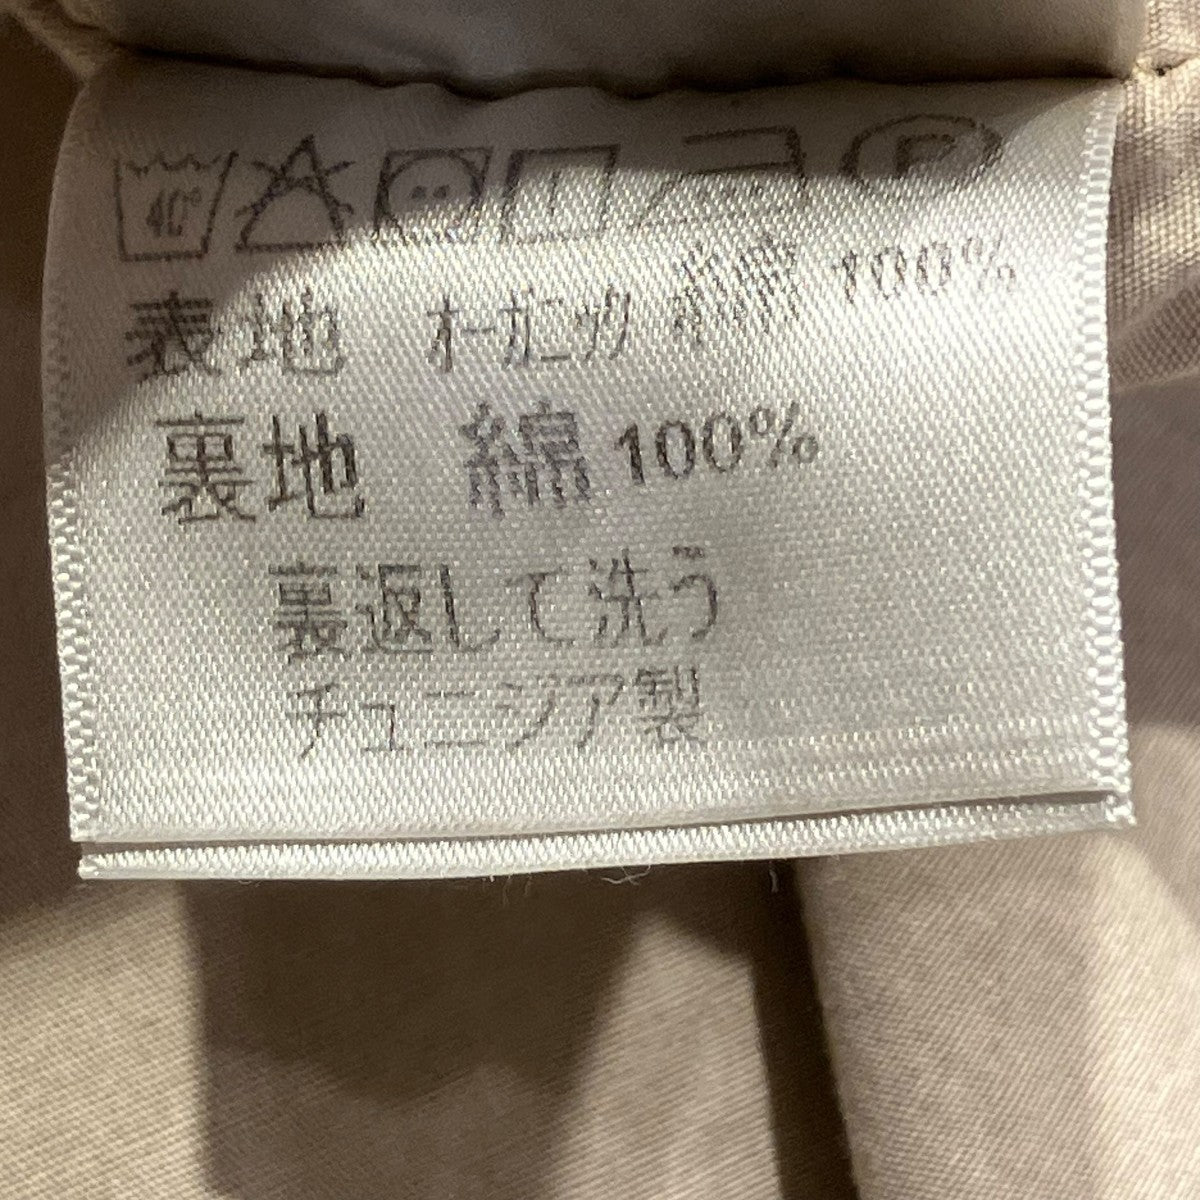 40°
P
表地 ｵｰｶﾞﾆｯｸ 綿 100%
裏地 綿 100%
裏返して洗う
チュニジア製